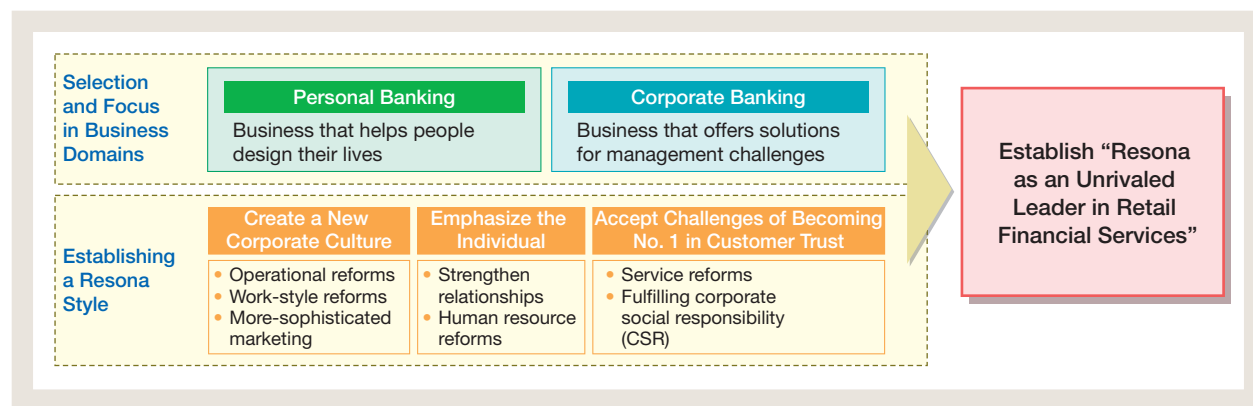 Selection
and Focus
in Business
Domains
Personal Banking
Business that helps people
design their lives
Corporate Banking
Business that offers solutions
for management challenges
Establishing
a Resona
Style
Create a New
Corporate Culture
• Operational reforms
• Work-style reforms
• More-sophisticated
marketing
Emphasize the
Individual
• Strengthen
relationships
• Human resource
reforms
Accept Challenges of Becoming
No. 1 in Customer Trust
• Service reforms
• Fulfilling corporate
social responsibility
(CSR)
Establish “Resona
as an Unrivaled
Leader in Retail
Financial Services”